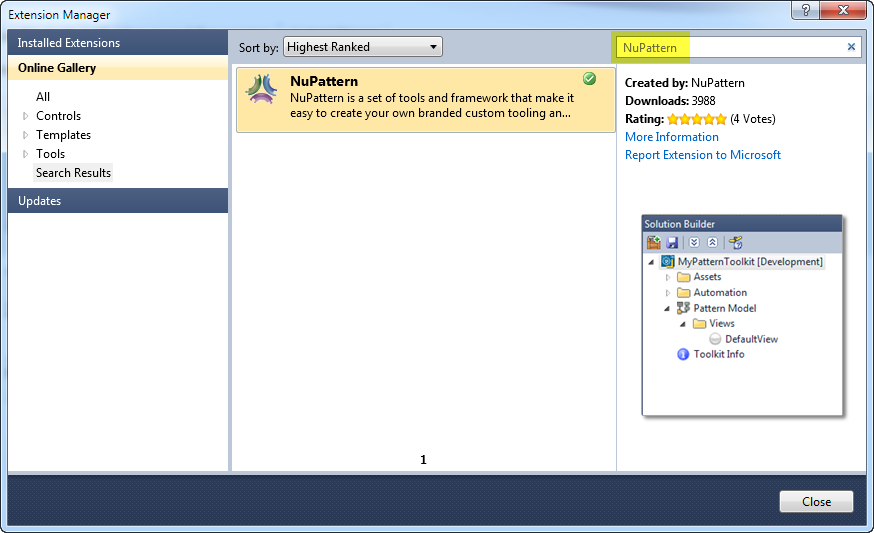 Extension Manager
Installed Extensions
Online Gallery
All
Controls
Templates
Tools
Search Results
Updates
Sort by: Highest Ranked
NuPattern
NuPattern
NuPattern is a set of tools and framework that make it
easy to create your own branded custom tooling an...
1
Created by: NuPattern
Downloads: 3988
Rating: (4 Votes)
More Information
Report Extension to Microsoft
Solution Builder
MyPatternToolkit [Development]
Assets
Automation
Pattern Model
Views
DefaultView
Toolkit Info
Close